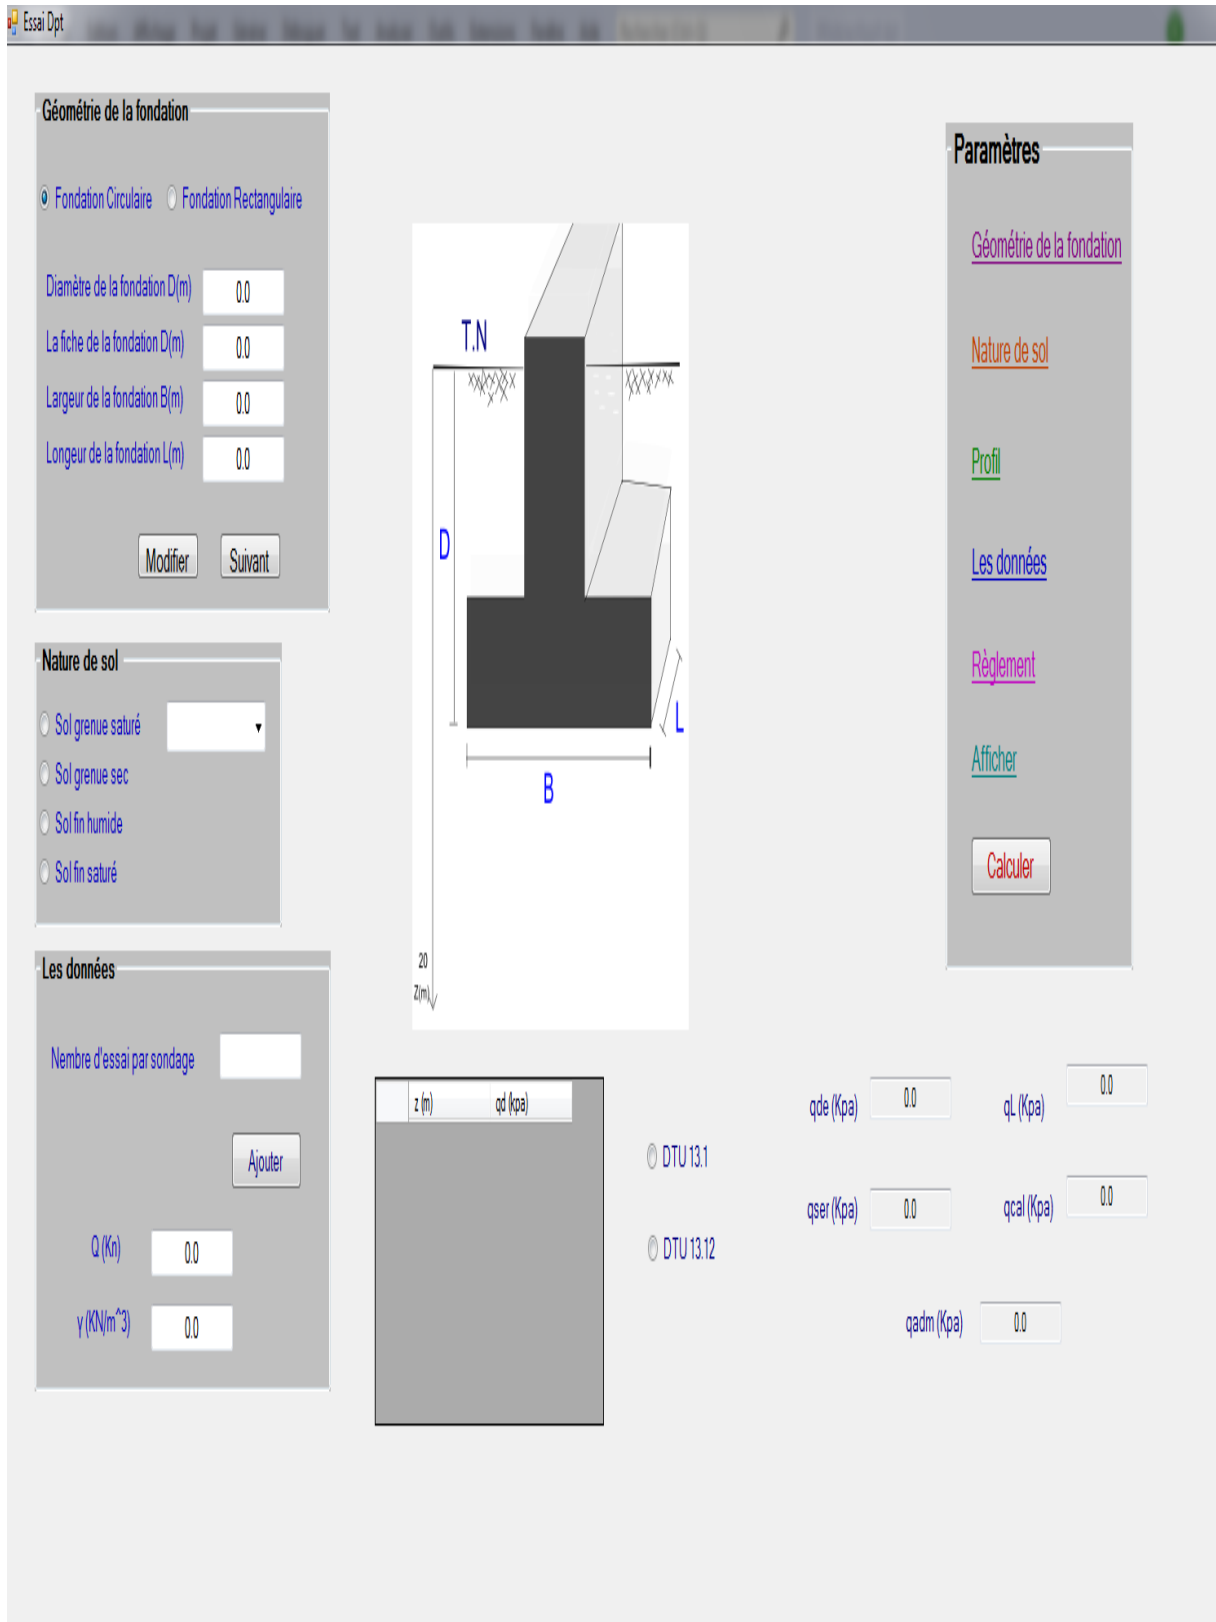 Essai Dpt
Géométrie de la fondation
Fondation Circulaire
Fondation Rectangulaire
Diamètre de la fondation D(m)
0.0
La fiche de la fondation D(m)
0.0
Largeur de la fondation B(m)
0.0
Longeur de la fondation L(m)
0.0
Modifier
Suivant
Nature de sol
Sol grenue saturé
Sol grenue sec
Sol fin humide
Sol fin saturé
Les données
Nembre d'essai par sondage
Ajouter
Q (Kn)
0.0
γ (KN/m^3)
0.0
T.N
D
L
B
20
Z(m)
z (m)
qd (kpa)
DTU 13.1
DTU 13.12
Paramètres
Géométrie de la fondation
Nature de sol
Profil
Les données
Règlement
Afficher
Calculer
qde (Kpa)
0.0
qL (Kpa)
0.0
qser (Kpa)
0.0
qcal (Kpa)
0.0
qadm (Kpa)
0.0